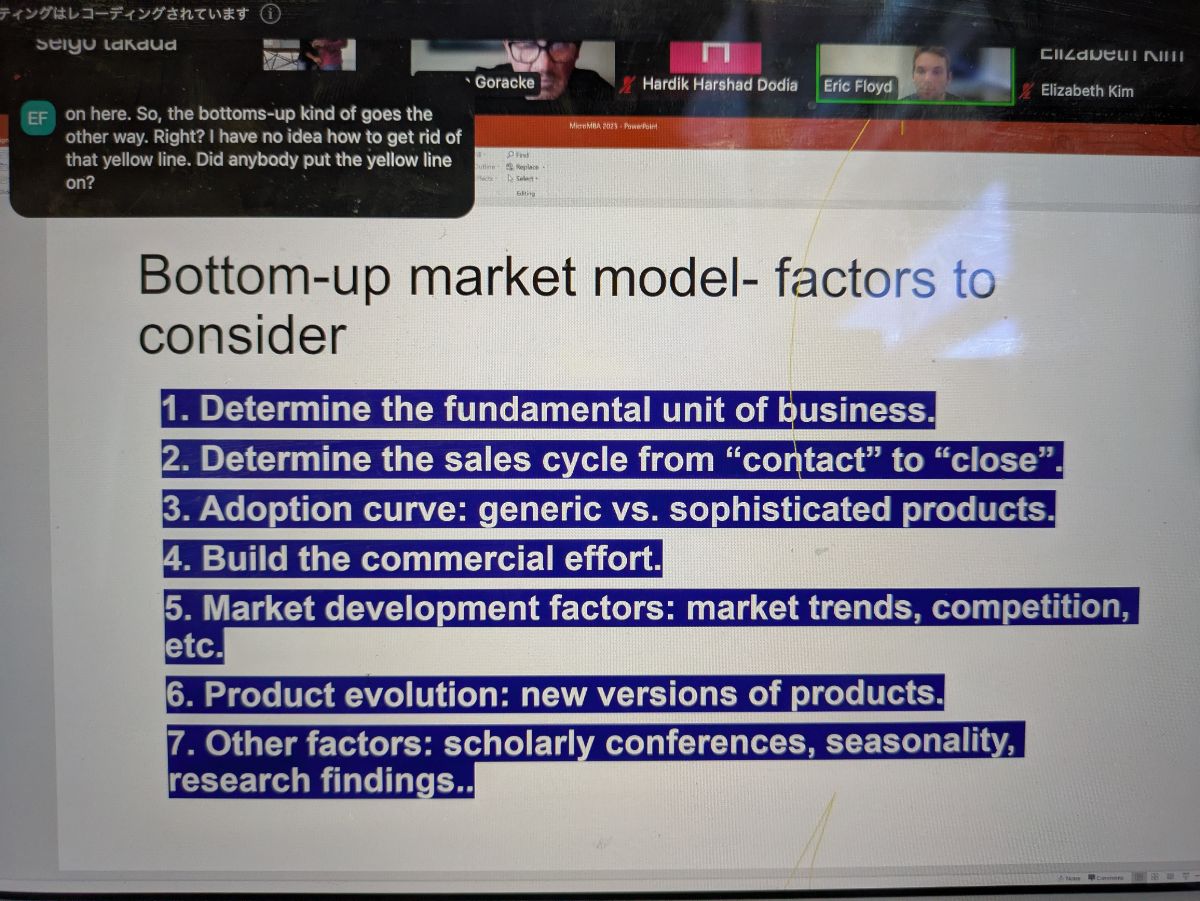 ティングはレコーディングされています
seigo takada
Goracke
Hardik Harshad Dodia
Eric Floyd
Elizabeth Kim
Elizabeth Kim
EF
on here. So, the bottoms-up kind of goes the
other way. Right? I have no idea how to get rid of
that yellow line. Did anybody put the yellow line
on?
MicroMBA 2023 - PowerPoint
Find
Replace
Select
Editing
Bottom-up market model- factors to
consider
1. Determine the fundamental unit of business.
2. Determine the sales cycle from “contact” to “close”.
3. Adoption curve: generic vs. sophisticated products.
4. Build the commercial effort.
5. Market development factors: market trends, competition,
etc.
6. Product evolution: new versions of products.
7. Other factors: scholarly conferences, seasonality,
research findings..
Notes
Comments